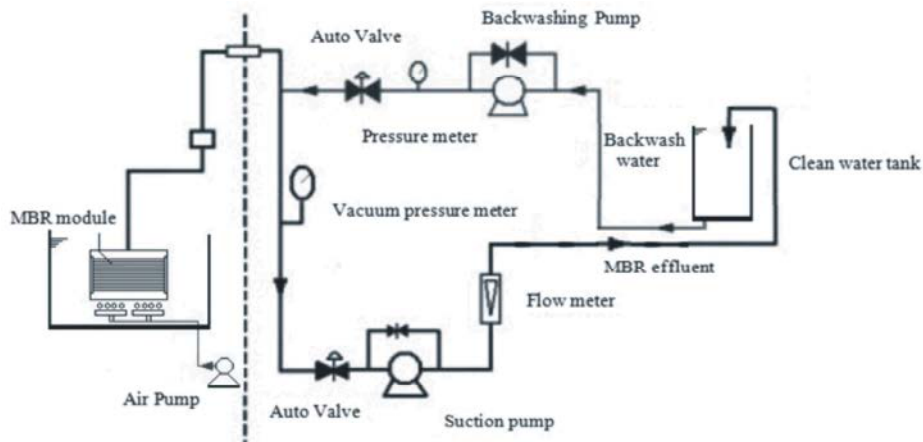 Backwashing Pump
Auto Valve
Pressure meter
Backwash
water
Clean water tank
MBR module
Vacuum pressure meter
MBR effluent
Flow meter
Air Pump
Auto Valve
Suction pump